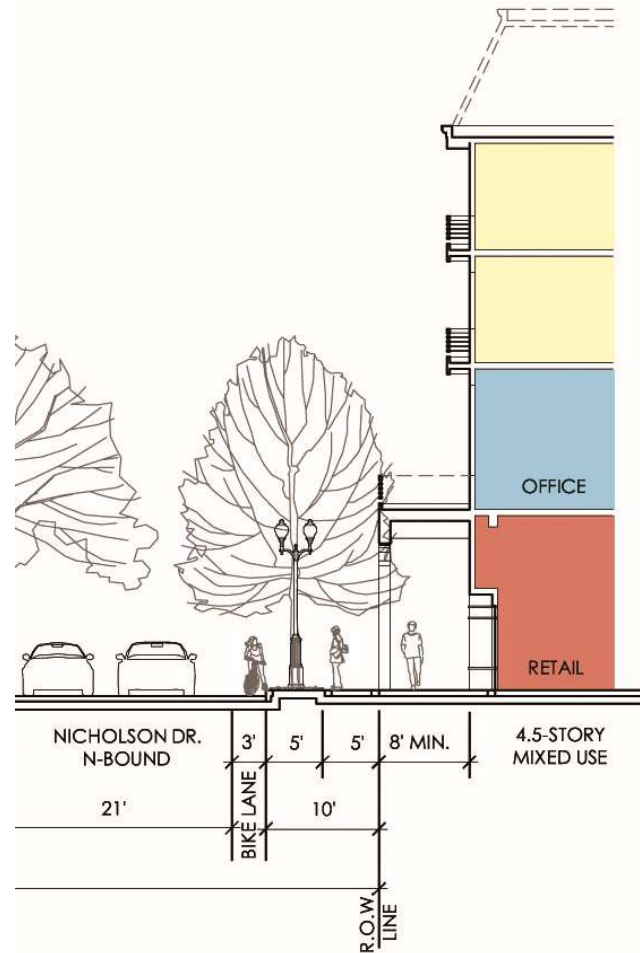 OFFICE
RETAIL
NICHOLSON DR.
N-BOUND
3'
5'
5'
8' MIN.
4.5-STORY
MIXED USE
21'
BIKE LANE
10'
R.O.W.
LINE